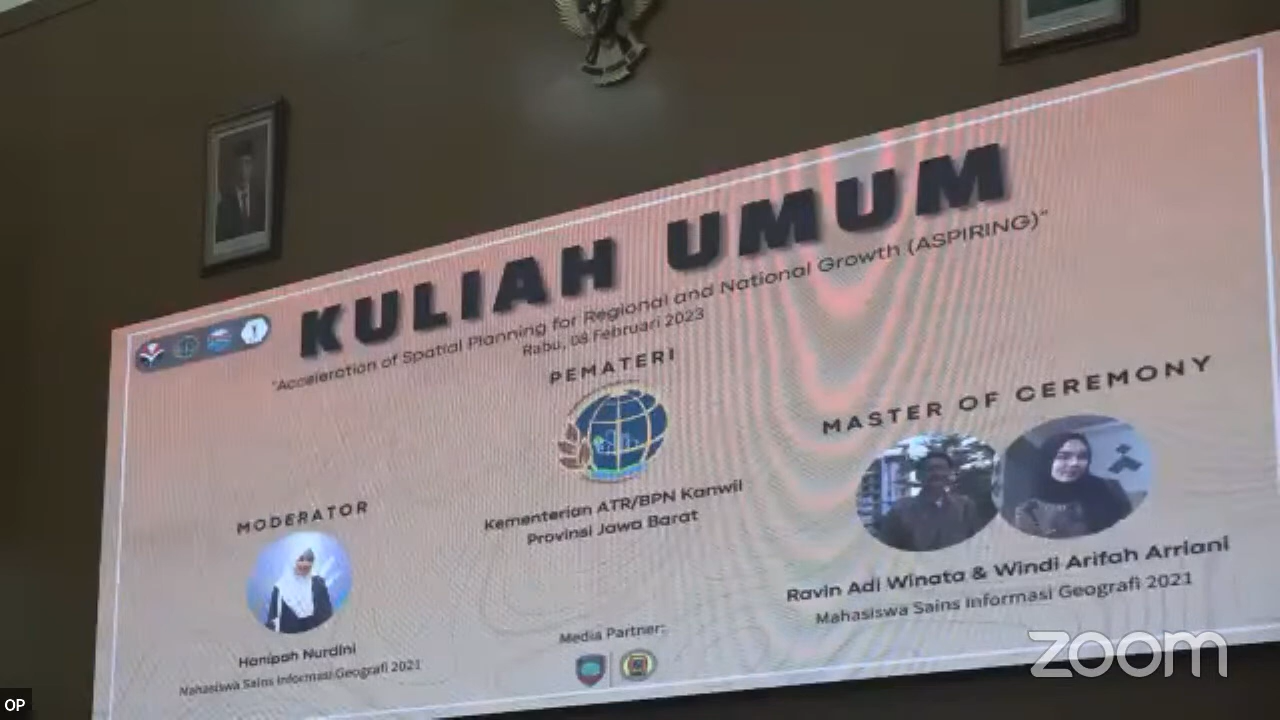 KULIAH UMUM
"Acceleration of Spatial Planning for Regional and National Growth (ASPIRING)"
Rabu, 08 Februari 2023
PEMATERI
Kementerian ATR/BPN Kanwil
Provinsi Jawa Barat
MASTER OF CEREMONY
Ravin Adi Winata & Windi Arifah Arriani
Mahasiswa Sains Informasi Geografi 2021
MODERATOR
Hanipah Nurdini
Mahasiswa Sains Informasi Geografi 2021
Media Partner:
zoom
OP